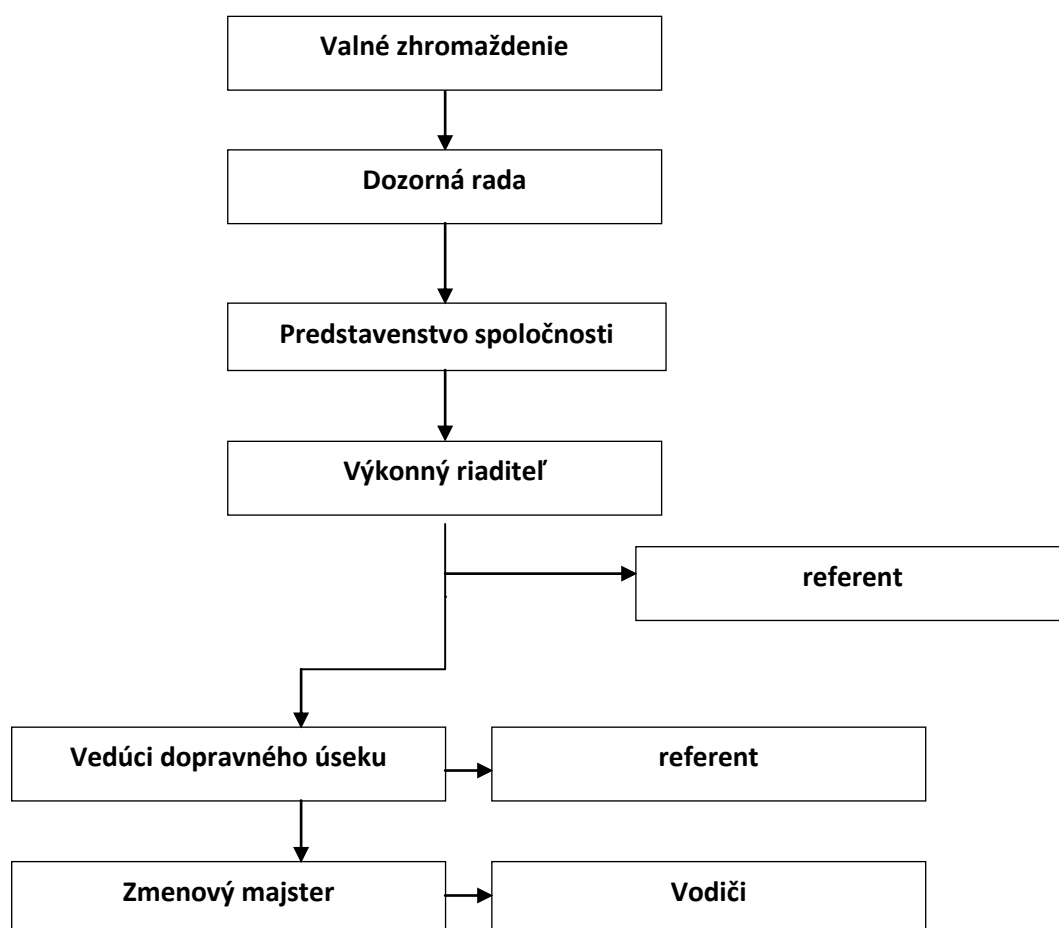 Valné zhromaždenie
Dozorná rada
Predstavenstvo spoločnosti
Výkonný riaditeľ
referent
Vedúci dopravného úseku
referent
Zmenový majster
Vodiči